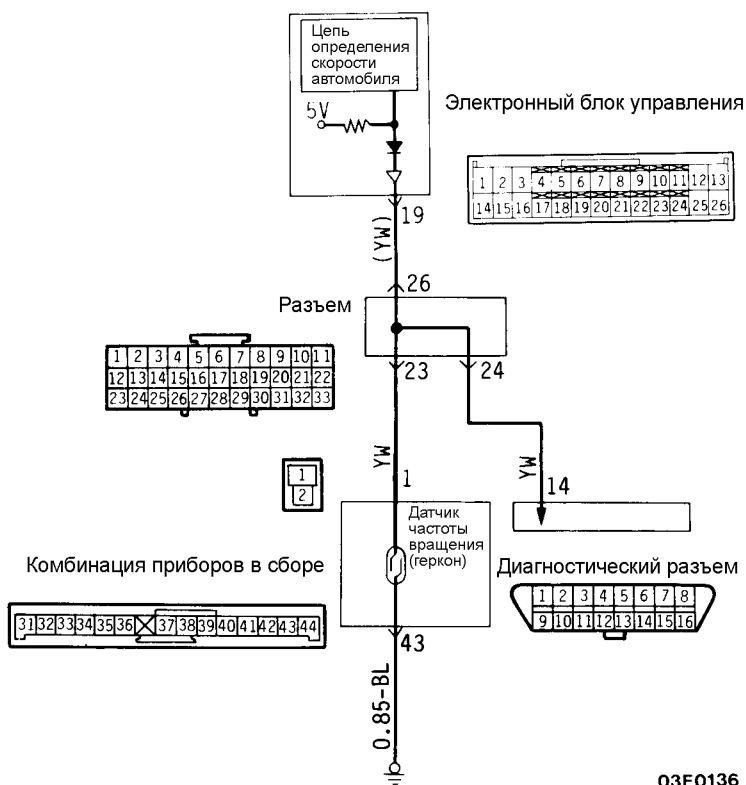 Цепь
определения
скорости
автомобиля
5V
Электронный блок управления
1 2 3 4 5 6 7 8 9 10 11 12 13
14 15 16 17 18 19 20 21 22 23 24 25 26
19
(YW)
26
Разъем
1 2 3 4 5 6 7 8 9 10 11
12 13 14 15 16 17 18 19 20 21 22
23 24 25 26 27 28 29 30 31 32 33
23
24
YW
YW
1
2
1
14
Датчик
частоты
вращения
(геркон)
Комбинация приборов в сборе
31 32 33 34 35 36 37 38 39 40 41 42 43 44
Диагностический разъем
1 2 3 4 5 6 7 8
9 10 11 12 13 14 15 16
43
0.85-BL
03F0136